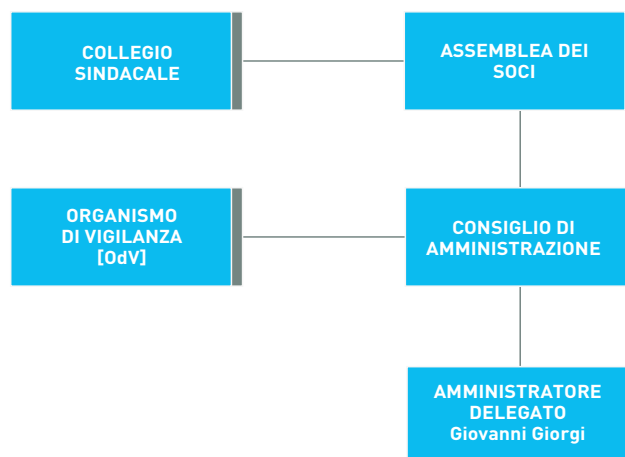 COLLEGIO
SINDACALE
ASSEMBLEA DEI
SOCI
ORGANISMO
DI VIGILANZA
[OdV]
CONSIGLIO DI
AMMINISTRAZIONE
AMMINISTRATORE
DELEGATO
Giovanni Giorgi